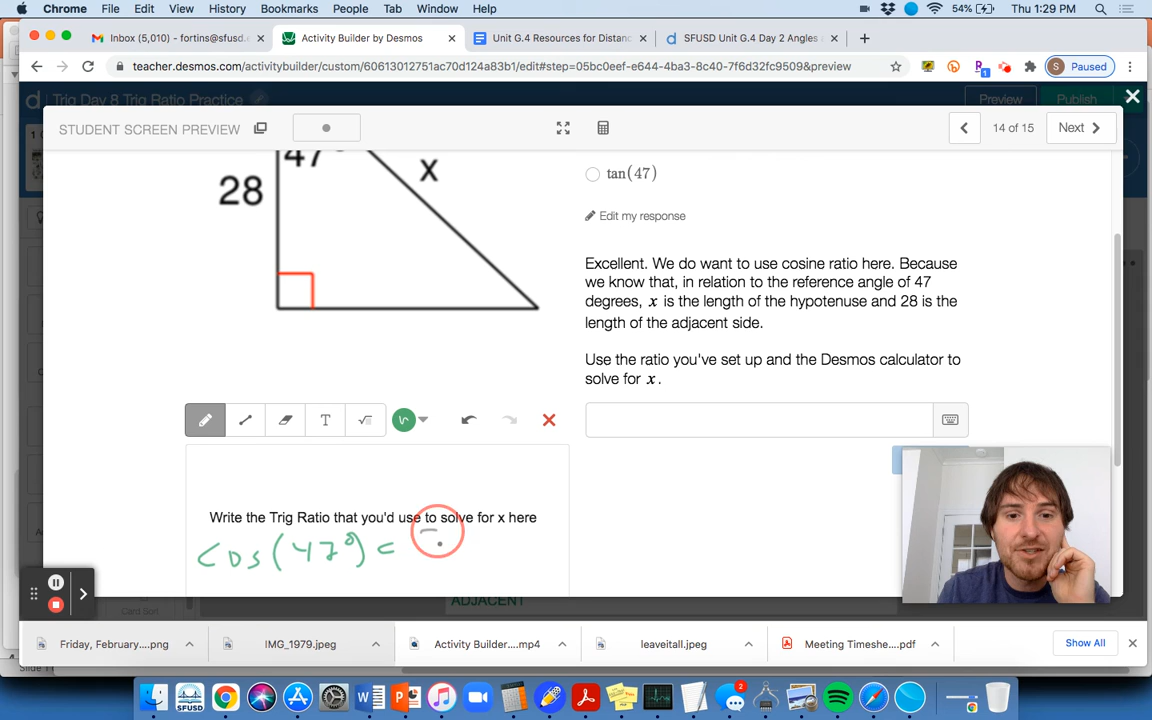 Chrome File Edit View History Bookmarks People Tab Window Help 54% Thu 1:29 PM
Inbox (5,010) - fortins@sfusd.e Activity Builder by Desmos Unit G.4 Resources for Distanc SFUSD Unit G.4 Day 2 Angles
teacher.desmos.com/activitybuilder/custom/60613012751ac70d124a83b1/edit#step=05bc0eef-e644-4ba3-8c40-7f6d32fc9509&preview S Paused
Trig Day 8 Trig Ratio Practice Preview Publish
STUDENT SCREEN PREVIEW 14 of 15 Next
47°
x
28
tan(47)
Edit my response
Excellent. We do want to use cosine ratio here. Because
we know that, in relation to the reference angle of 47
degrees, x is the length of the hypotenuse and 28 is the
length of the adjacent side.
Use the ratio you've set up and the Desmos calculator to
solve for x.
T
Write the Trig Ratio that you'd use to solve for x here
Cos(47°) =
Card Sort
ADJACENT
Friday, February....png IMG_1979.jpeg Activity Builder...mp4 leaveitall.jpeg Meeting Timeshe...pdf Show All
SFUSD
2